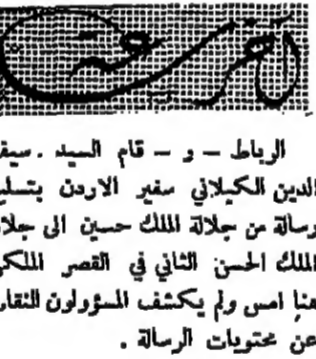 الرباط – و – قام السيد . سيف
الدين الكيلاني سفير الاردن بتسلي
رسالة من جلالة الملك حسين الى جلا
الملك الحسن الثاني في القصر الملكي
هنا امس ولم يكشف المسؤولون النقا
عن محتويات الرسالة .